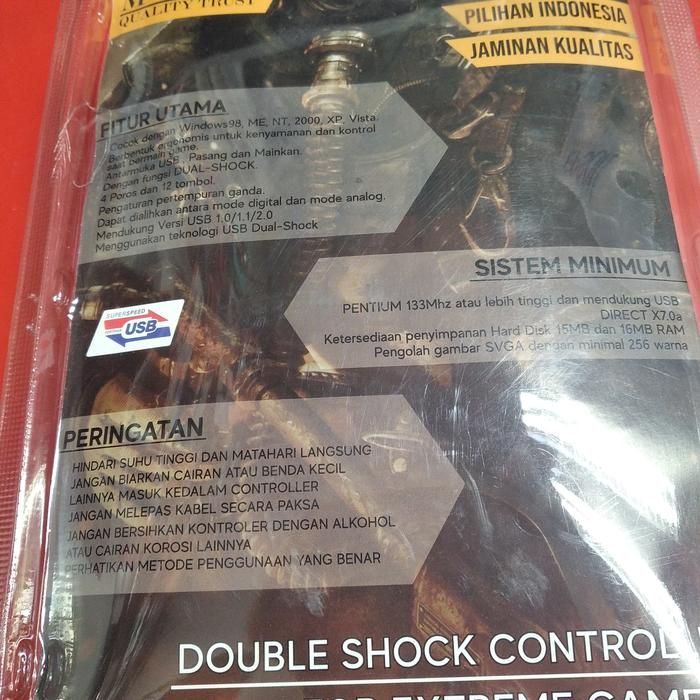 QUALITY TRUST
PILIHAN INDONESIA
JAMINAN KUALITAS
FITUR UTAMA
Cocok dengan Windows98, ME, NT, 2000, XP, Vista.
Berbentuk ergonomis untuk kenyamanan dan kontrol
saat bermain game.
Antarmuka USB, Pasang dan Mainkan.
Dengan fungsi DUAL-SHOCK.
4 Poros dan 12 tombol.
Pengaturan pertempuran ganda.
Dapat dialihkan antara mode digital dan mode analog.
Mendukung Versi USB 1.0/1.1/2.0
Menggunakan teknologi USB Dual-Shock
SISTEM MINIMUM
PENTIUM 133Mhz atau lebih tinggi dan mendukung USB
DIRECT X7.0a
Ketersediaan penyimpanan Hard Disk 15MB dan 16MB RAM
Pengolah gambar SVGA dengan minimal 256 warna
SUPERSPEED
USB
PERINGATAN
HINDARI SUHU TINGGI DAN MATAHARI LANGSUNG
JANGAN BIARKAN CAIRAN ATAU BENDA KECIL
LAINNYA MASUK KEDALAM CONTROLLER
JANGAN MELEPAS KABEL SECARA PAKSA
JANGAN BERSIHKAN KONTROLER DENGAN ALKOHOL
ATAU CAIRAN KOROSI LAINNYA
PERHATIKAN METODE PENGGUNAAN YANG BENAR
DOUBLE SHOCK CONTROL
FOR EXTREME GAME